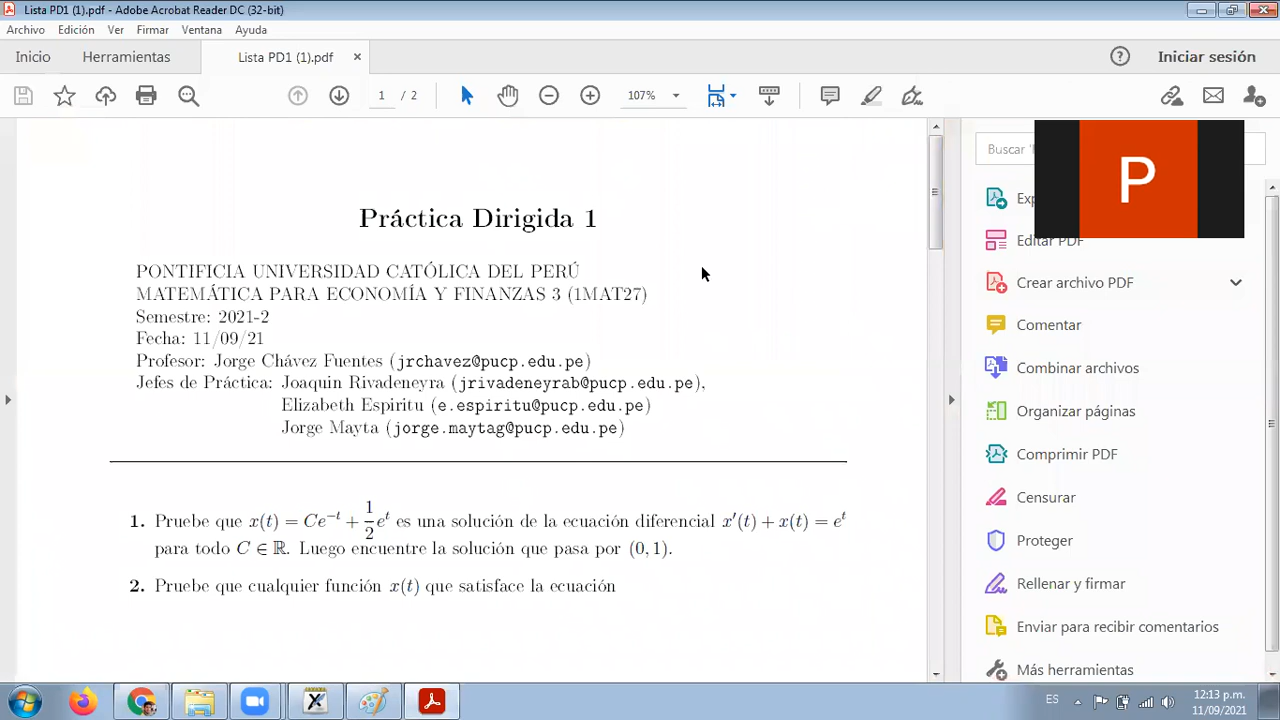 Lista PD1 (1).pdf - Adobe Acrobat Reader DC (32-bit)
Archivo Edición Ver Firmar Ventana Ayuda
Inicio Herramientas Lista PD1 (1).pdf × Iniciar sesión
1 / 2 107%
Buscar
P
Práctica Dirigida 1
PONTIFICIA UNIVERSIDAD CATÓLICA DEL PERÚ
MATEMÁTICA PARA ECONOMÍA Y FINANZAS 3 (1MAT27)
Semestre: 2021-2
Fecha: 11/09/21
Profesor: Jorge Chávez Fuentes (jrchavez@pucp.edu.pe)
Jefes de Práctica: Joaquin Rivadeneyra (jrivadeneyrab@pucp.edu.pe),
Elizabeth Espiritu (e.espiritu@pucp.edu.pe)
Jorge Mayta (jorge.maytag@pucp.edu.pe)
1. Pruebe que x(t) = Ce^{-t} + \frac{1}{2}e^t es una solución de la ecuación diferencial x'(t) + x(t) = e^t
para todo C ∈ ℝ. Luego encuentre la solución que pasa por (0, 1).
2. Pruebe que cualquier función x(t) que satisface la ecuación
Editar PDF
Crear archivo PDF
Comentar
Combinar archivos
Organizar páginas
Comprimir PDF
Censurar
Proteger
Rellenar y firmar
Enviar para recibir comentarios
Más herramientas
ES 12:13 p.m.
11/09/2021